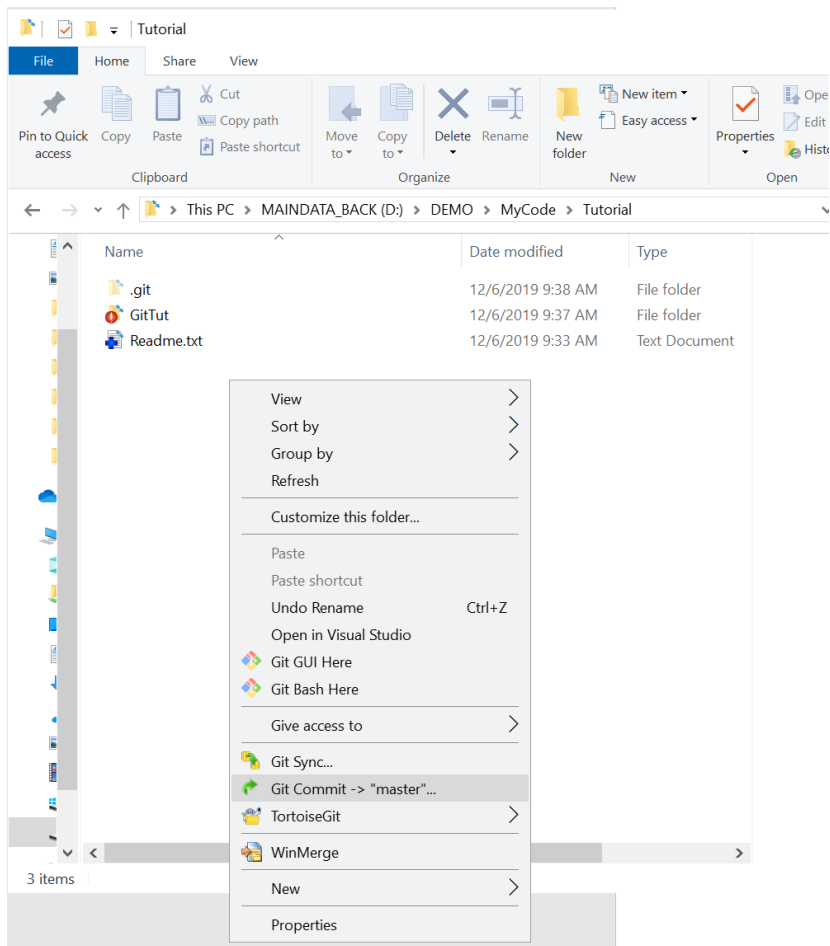 Tutorial
File Home Share View
Pin to Quick access
Copy
Paste
Cut
Copy path
Paste shortcut
Clipboard
Move to
Copy to
Delete
Rename
Organize
New folder
New item
Easy access
New
Properties
Ope
Edit
Histo
Open
This PC > MAINDATA_BACK (D:) > DEMO > MyCode > Tutorial
Name Date modified Type
.git 12/6/2019 9:38 AM File folder
GitTut 12/6/2019 9:37 AM File folder
Readme.txt 12/6/2019 9:33 AM Text Document
View
Sort by
Group by
Refresh
Customize this folder...
Paste
Paste shortcut
Undo Rename Ctrl+Z
Open in Visual Studio
Git GUI Here
Git Bash Here
Give access to
Git Sync...
Git Commit -> "master"...
TortoiseGit
WinMerge
New
Properties
3 items